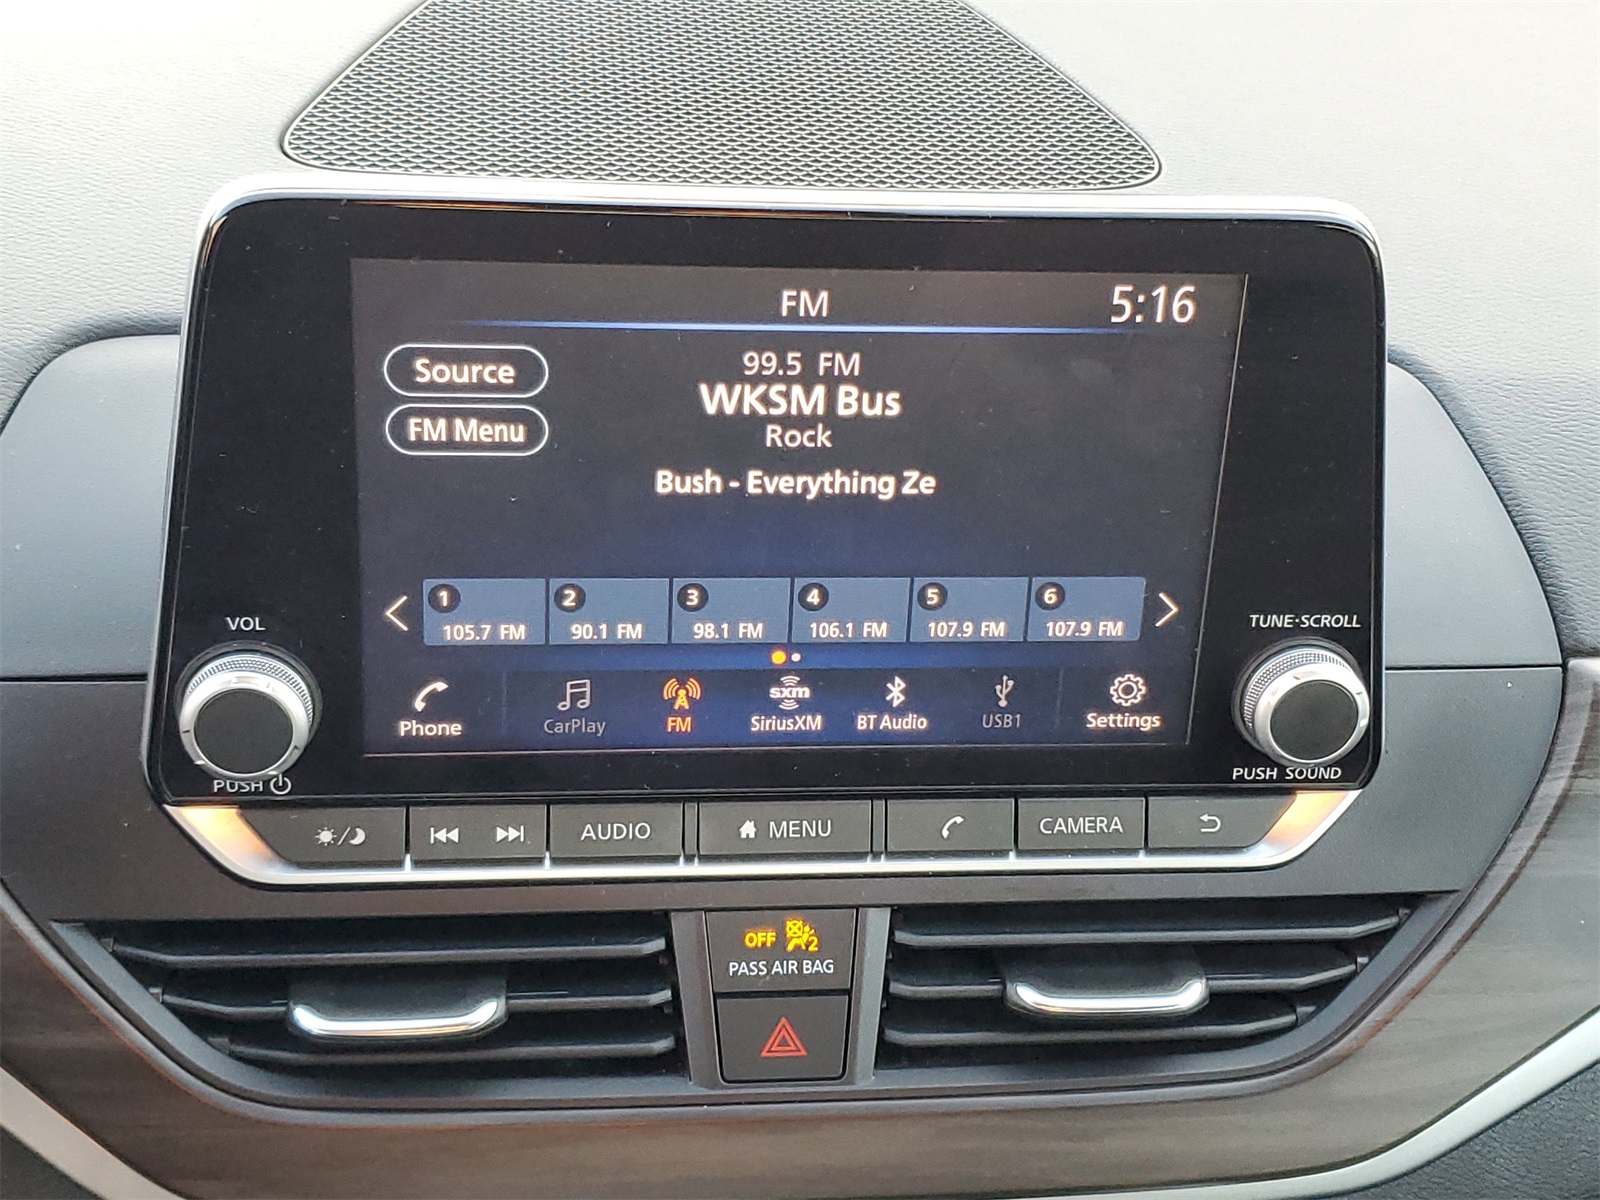 FM 5:16
Source
FM Menu
99.5 FM
WKSM Bus
Rock
Bush - Everything Ze
1 2 3 4 5 6
105.7 FM 90.1 FM 98.1 FM 106.1 FM 107.9 FM 107.9 FM
sxm
Phone CarPlay FM SiriusXM BT Audio USB1 Settings
VOL
PUSH
TUNE·SCROLL
PUSH SOUND
AUDIO MENU CAMERA
OFF 2
PASS AIR BAG